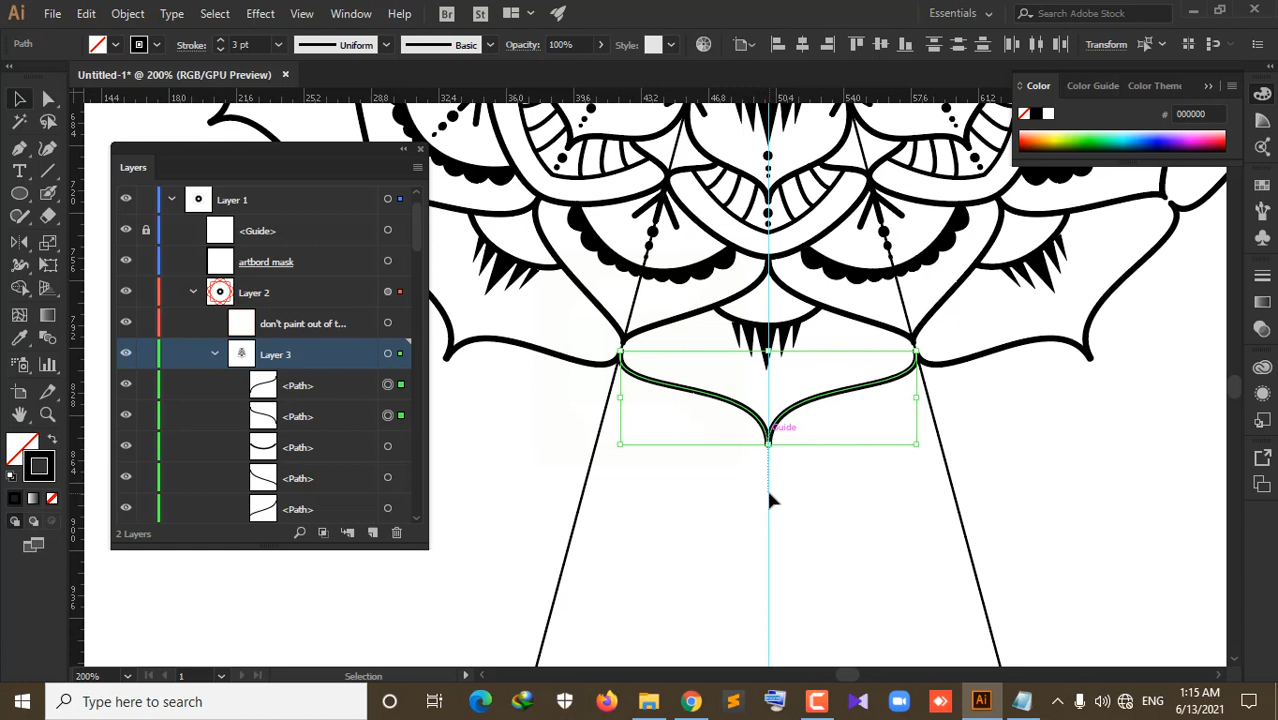 Ai File Edit Object Type Select Effect View Window Help Br St Essentials Search Adobe Stock
Path Stroke: 3 pt Uniform Basic Opacity: 100% Style: Transform
Untitled-1* @ 200% (RGB/GPU Preview)
Color Color Guide Color Theme
# 000000
144 180 216 252 288 324 360 396 432 468 504 540 576 612
Layers
Layer 1
<Guide>
artbord mask
Layer 2
don't paint out of t...
Layer 3
<Path>
<Path>
<Path>
<Path>
<Path>
2 Layers
Guide
200% 1 Selection
Type here to search
Ai
ENG
1:15 AM
6/13/2021